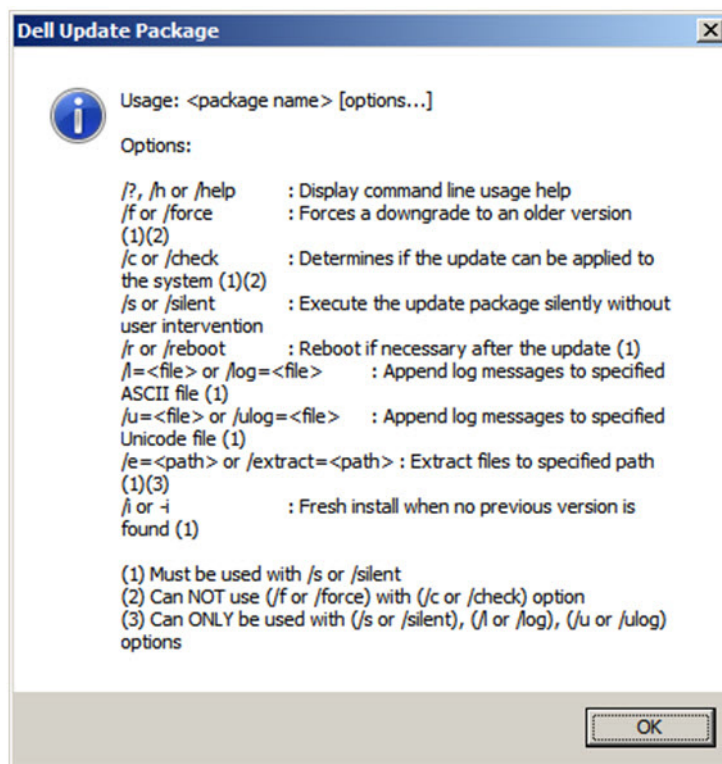 Dell Update Package
Usage: <package name> [options...]
Options:
/?, /h or /help : Display command line usage help
/f or /force : Forces a downgrade to an older version
(1)(2)
/c or /check : Determines if the update can be applied to
the system (1)(2)
/s or /silent : Execute the update package silently without
user intervention
/r or /reboot : Reboot if necessary after the update (1)
/l=<file> or /log=<file> : Append log messages to specified
ASCII file (1)
/u=<file> or /ulog=<file> : Append log messages to specified
Unicode file (1)
/e=<path> or /extract=<path> : Extract files to specified path
(1)(3)
/i or -i : Fresh install when no previous version is
found (1)
(1) Must be used with /s or /silent
(2) Can NOT use (/f or /force) with (/c or /check) option
(3) Can ONLY be used with (/s or /silent), (/l or /log), (/u or /ulog)
options
OK